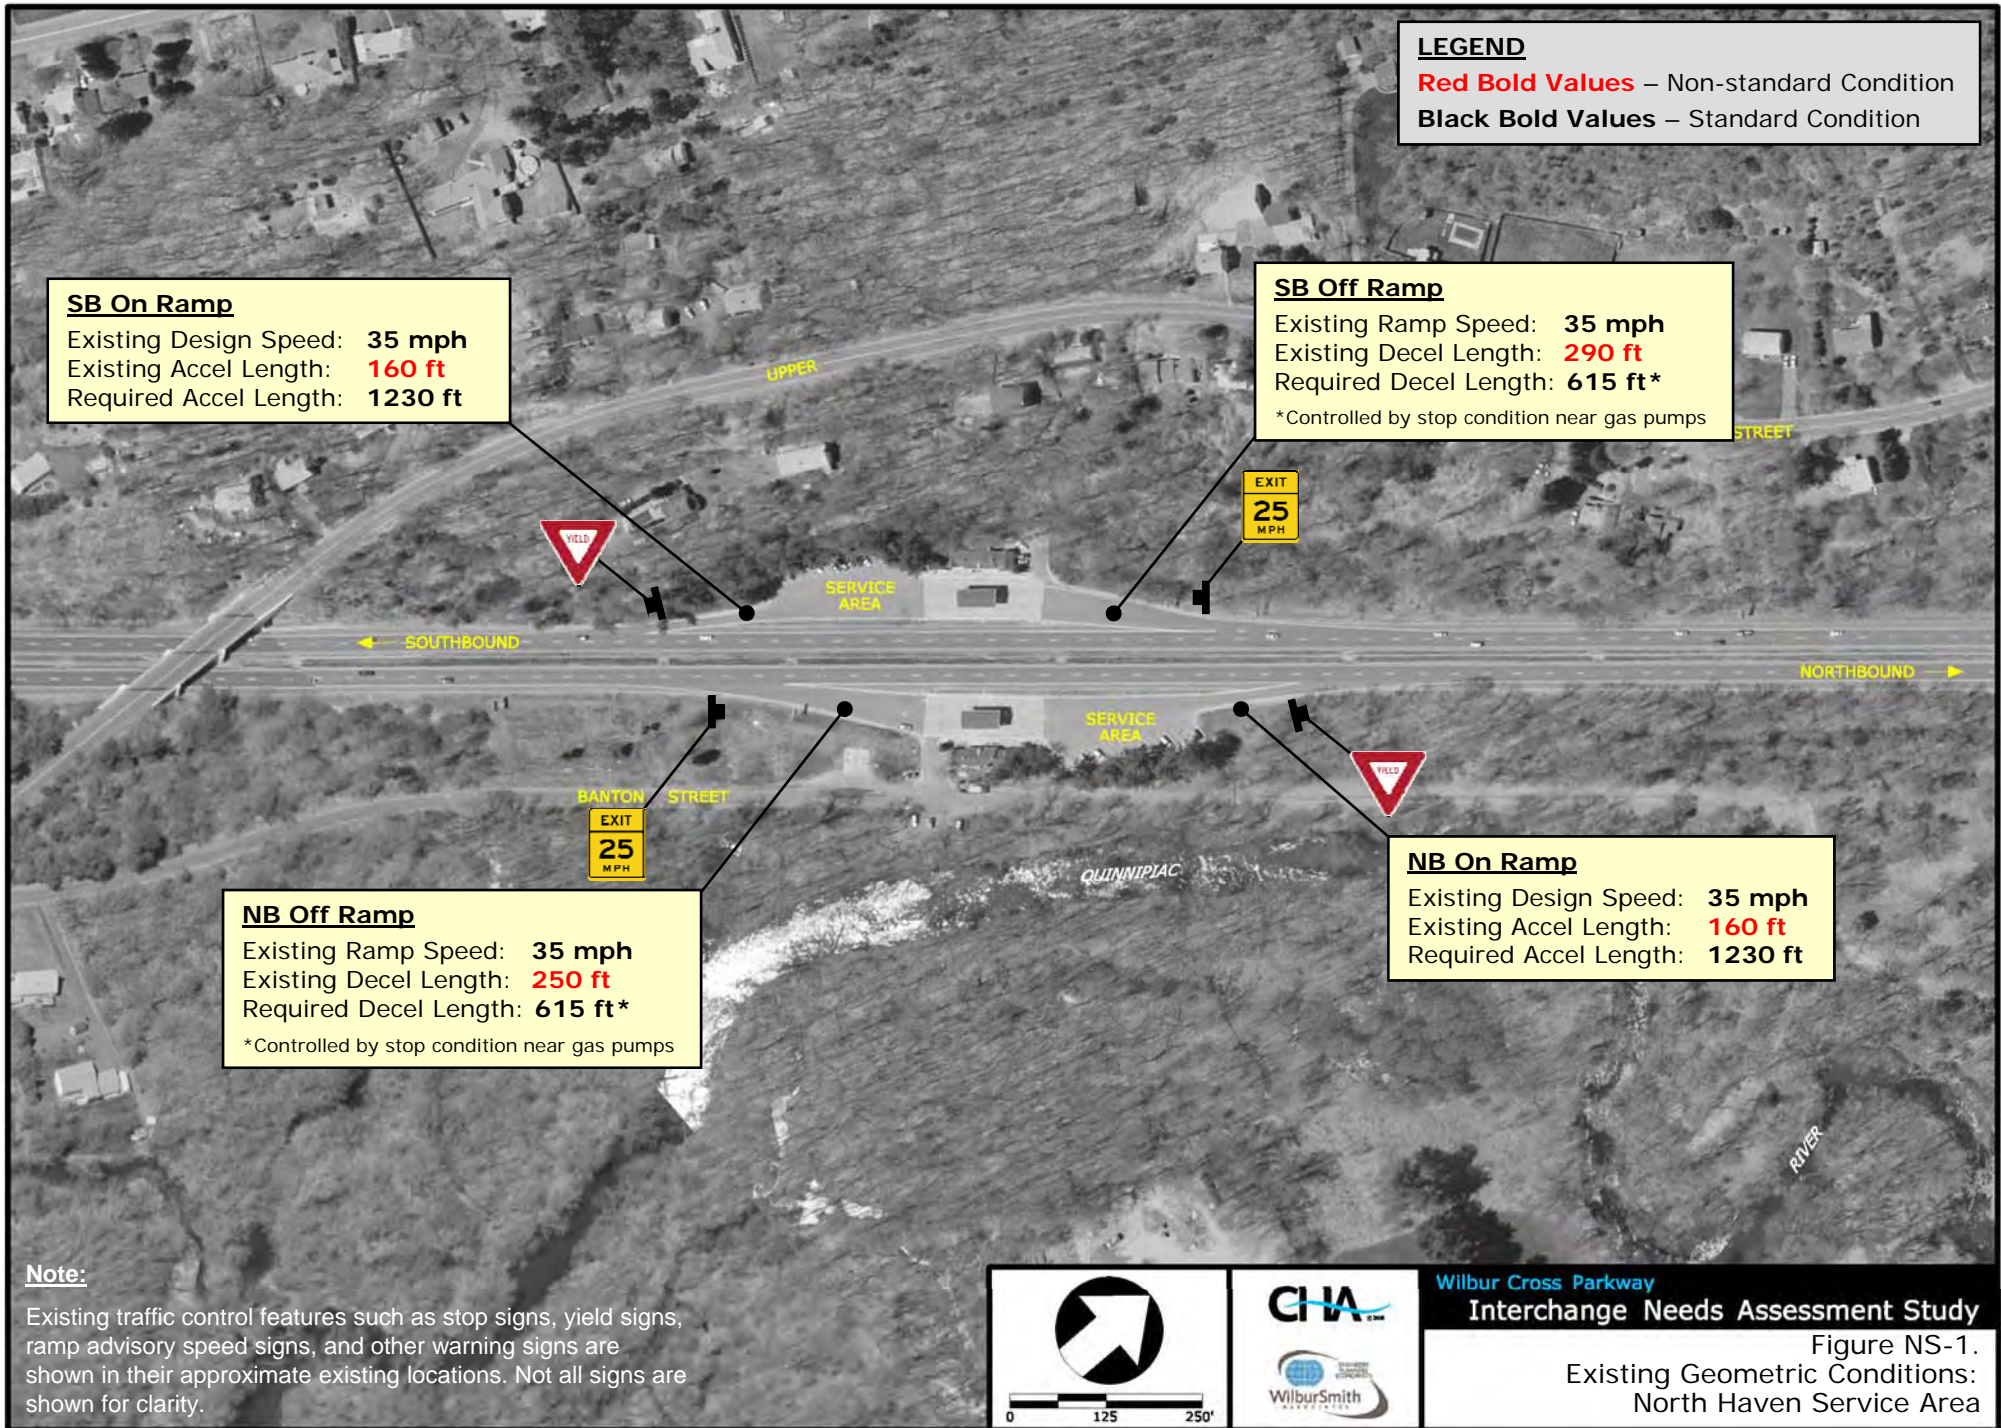 LEGEND
Red Bold Values – Non-standard Condition
Black Bold Values – Standard Condition
SB On Ramp
Existing Design Speed: 35 mph
Existing Accel Length: 160 ft
Required Accel Length: 1230 ft
SB Off Ramp
Existing Ramp Speed: 35 mph
Existing Decel Length: 290 ft
Required Decel Length: 615 ft*
*Controlled by stop condition near gas pumps
UPPER
STREET
EXIT
25
MPH
YIELD
SERVICE
AREA
SOUTHBOUND
NORTHBOUND
SERVICE
AREA
YIELD
BANTON STREET
EXIT
25
MPH
QUINNIPIAC
NB On Ramp
Existing Design Speed: 35 mph
Existing Accel Length: 160 ft
Required Accel Length: 1230 ft
NB Off Ramp
Existing Ramp Speed: 35 mph
Existing Decel Length: 250 ft
Required Decel Length: 615 ft*
*Controlled by stop condition near gas pumps
RIVER
Note:
Existing traffic control features such as stop signs, yield signs,
ramp advisory speed signs, and other warning signs are
shown in their approximate existing locations. Not all signs are
shown for clarity.
0 125 250'
CHA
WilburSmith
ASSOCIATES
Wilbur Cross Parkway
Interchange Needs Assessment Study
Figure NS-1.
Existing Geometric Conditions:
North Haven Service Area